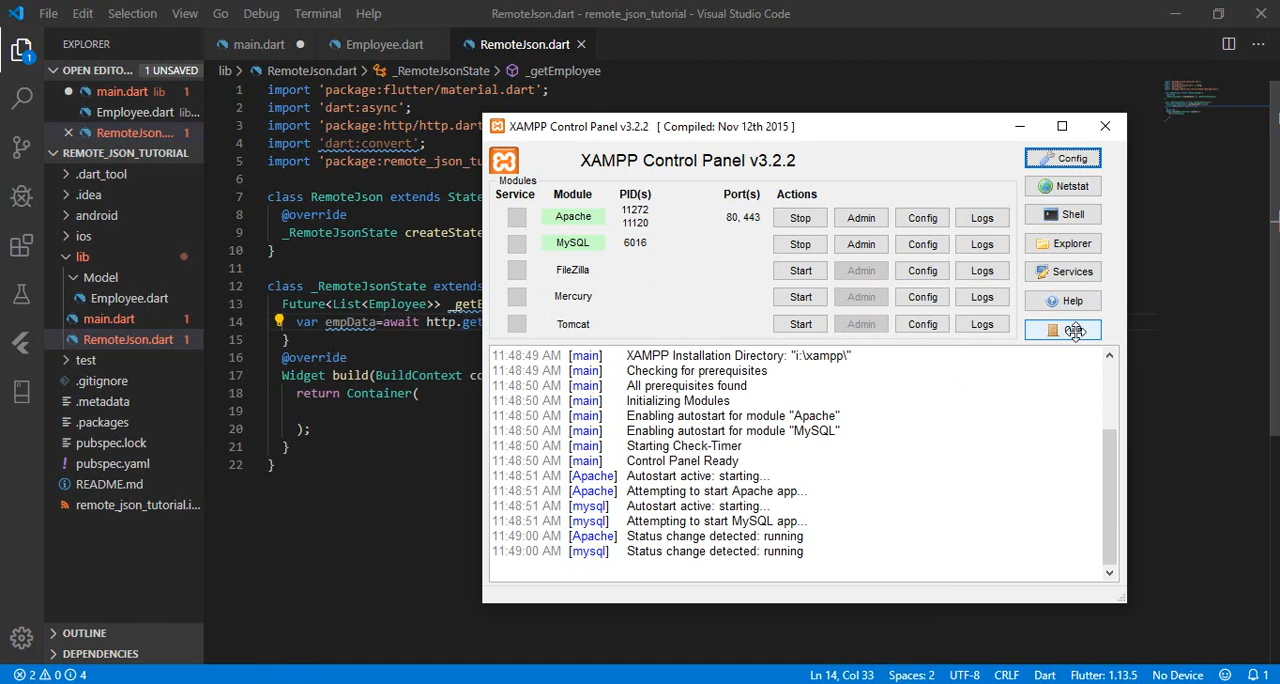 File Edit Selection View Go Debug Terminal Help RemoteJson.dart - remote_json_tutorial - Visual Studio Code
EXPLORER
main.dart Employee.dart RemoteJson.dart
OPEN EDITO... 1 UNSAVED
main.dart lib 1
Employee.dart lib...
RemoteJson.... 1
REMOTE_JSON_TUTORIAL
.dart_tool
.idea
android
ios
lib
Model
Employee.dart
main.dart 1
RemoteJson.dart 1
test
.gitignore
.metadata
.packages
pubspec.lock
pubspec.yaml
README.md
remote_json_tutorial.i...
OUTLINE
DEPENDENCIES
lib > RemoteJson.dart > _RemoteJsonState > _getEmployee
1 import 'package:flutter/material.dart';
2 import 'dart:async';
3 import 'package:http/http.dart
4 import 'dart:convert';
5 import 'package:remote_json_tu
6
7 class RemoteJson extends State
8 @override
9 _RemoteJsonState createState
10 }
11
12 class _RemoteJsonState extends
13 Future<List<Employee>> _getE
14 var empData=await http.get
15 }
16 @override
17 Widget build(BuildContext co
18 return Container(
19
20 );
21 }
22 }
XAMPP Control Panel v3.2.2 [ Compiled: Nov 12th 2015 ]
XAMPP Control Panel v3.2.2
Modules
Service Module PID(s) Port(s) Actions
Apache 11272 11120 80, 443 Stop Admin Config Logs
MySQL 6016 Stop Admin Config Logs
FileZilla Start Admin Config Logs
Mercury Start Admin Config Logs
Tomcat Start Admin Config Logs
Config
Netstat
Shell
Explorer
Services
Help
11:48:49 AM [main] XAMPP Installation Directory: "i:\xampp\"
11:48:49 AM [main] Checking for prerequisites
11:48:50 AM [main] All prerequisites found
11:48:50 AM [main] Initializing Modules
11:48:50 AM [main] Enabling autostart for module "Apache"
11:48:50 AM [main] Enabling autostart for module "MySQL"
11:48:50 AM [main] Starting Check-Timer
11:48:50 AM [main] Control Panel Ready
11:48:51 AM [Apache] Autostart active: starting...
11:48:51 AM [Apache] Attempting to start Apache app...
11:48:51 AM [mysql] Autostart active: starting...
11:48:51 AM [mysql] Attempting to start MySQL app...
11:49:00 AM [Apache] Status change detected: running
11:49:00 AM [mysql] Status change detected: running
2 0 4 Ln 14, Col 33 Spaces: 2 UTF-8 CRLF Dart Flutter: 1.13.5 No Device 1